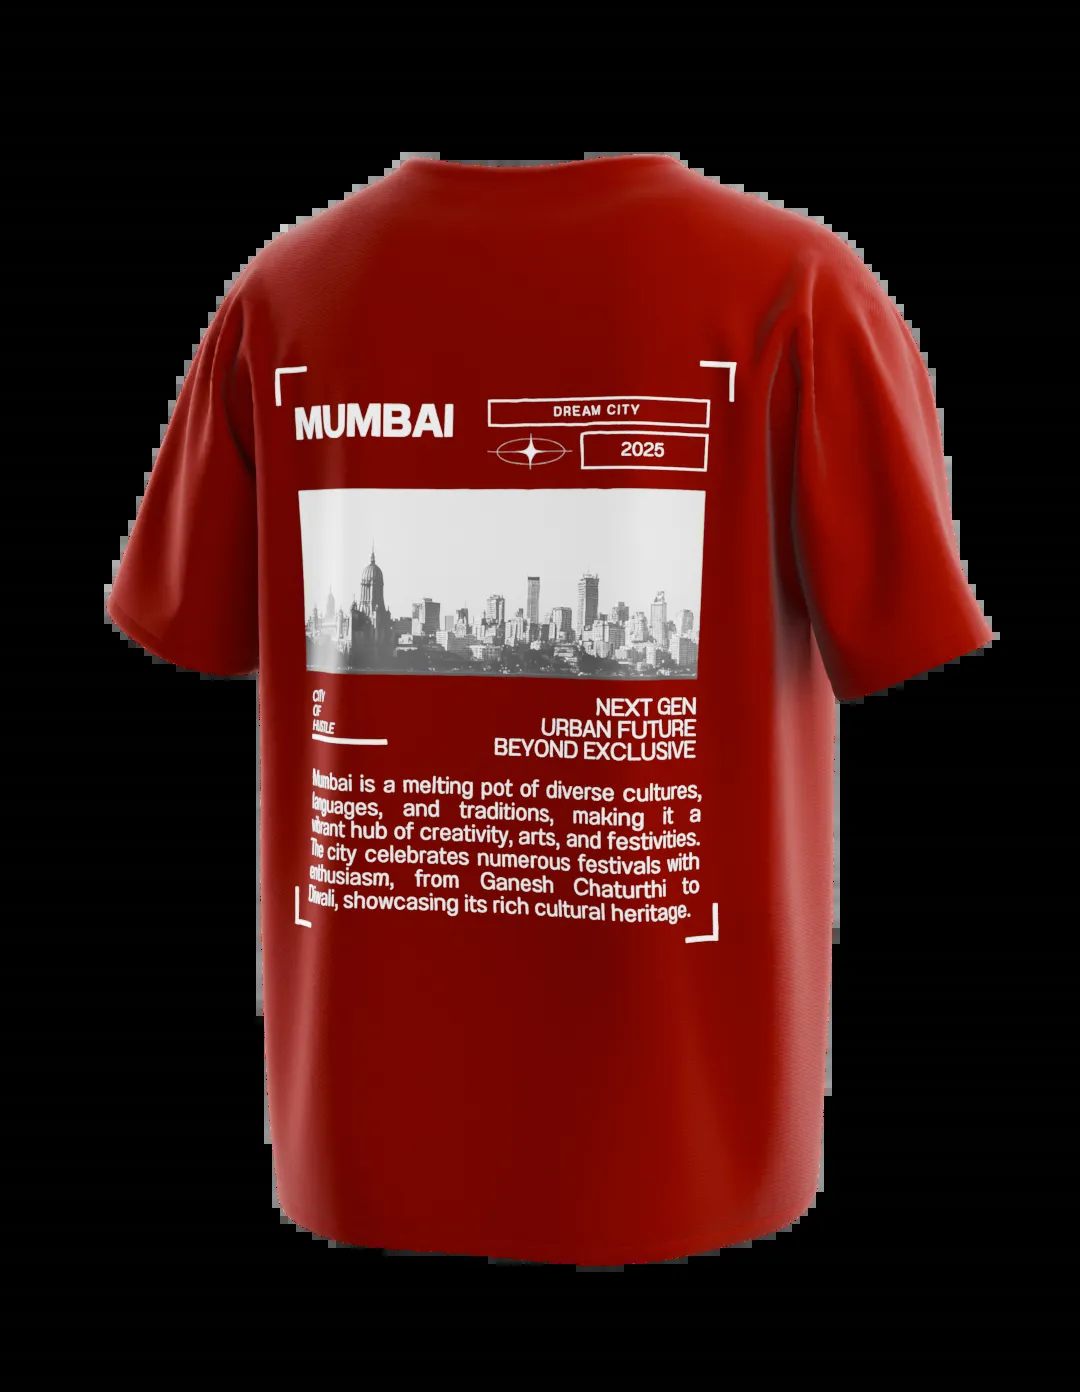 MUMBAI
DREAM CITY
2025
CITY
OF
HUSTLE
NEXT GEN
URBAN FUTURE
BEYOND EXCLUSIVE
Mumbai is a melting pot of diverse cultures,
languages, and traditions, making it a
vibrant hub of creativity, arts, and festivities.
The city celebrates numerous festivals with
enthusiasm, from Ganesh Chaturthi to
Diwali, showcasing its rich cultural heritage.